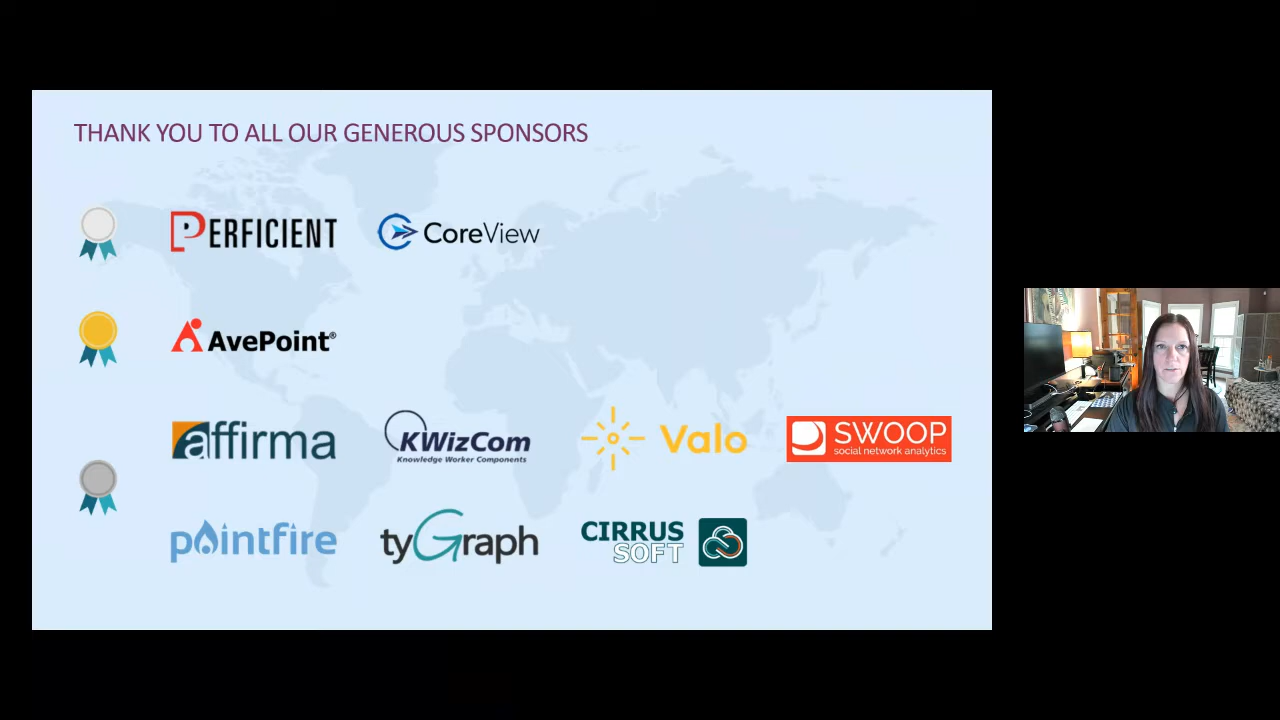 THANK YOU TO ALL OUR GENEROUS SPONSORS
PERFICIENT
CoreView
AvePoint®
affirma
KWizCom
Knowledge Worker Components
Valo
SWOOP
social network analytics
pointfire
tyGraph
CIRRUS
SOFT